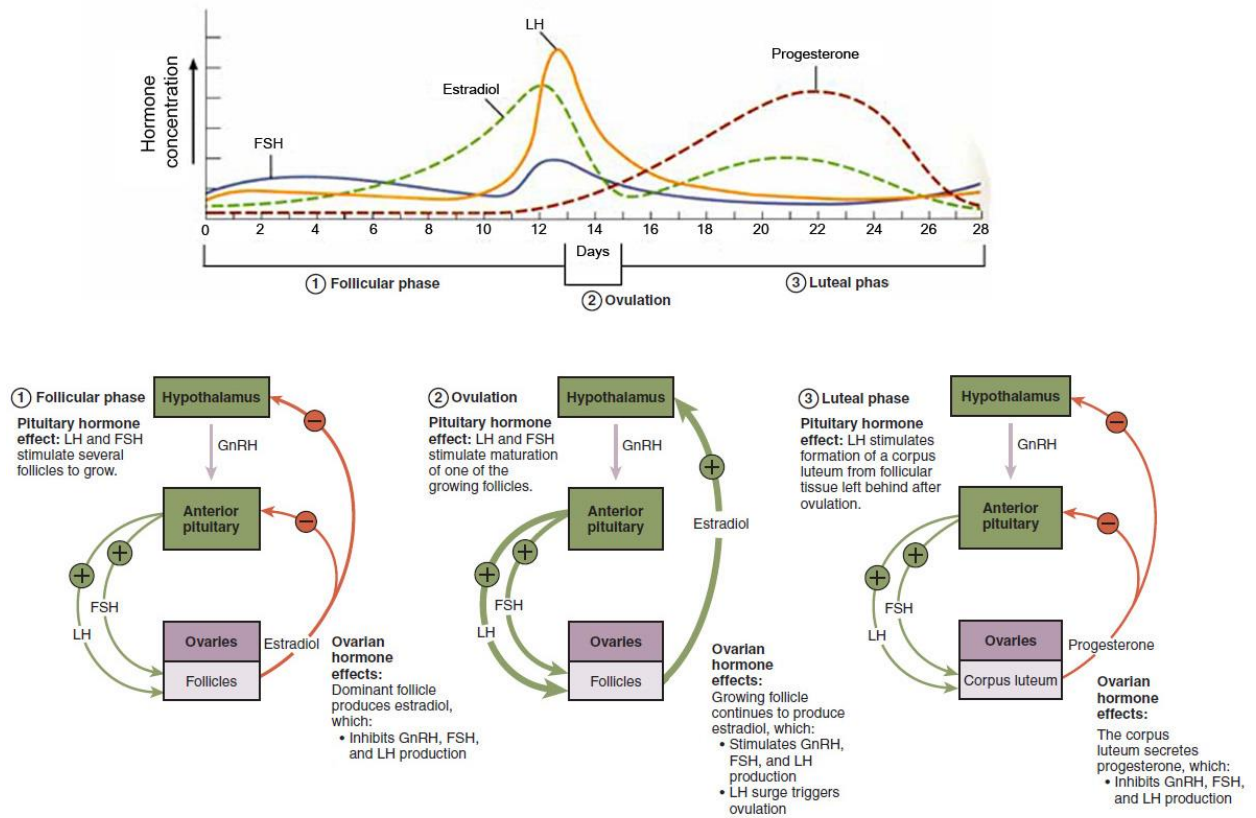 LH
Progesterone
Estradiol
Hormone
concentration
FSH
0 2 4 6 8 10 12 14 16 18 20 22 24 26 28
Days
1 Follicular phase
2 Ovulation
3 Luteal phas
1 Follicular phase
Pituitary hormone
effect: LH and FSH
stimulate several
follicles to grow.
Hypothalamus
−
GnRH
Anterior
pituitary
−
+
+
FSH
LH
Ovaries
Follicles
Estradiol
Ovarian
hormone
effects:
Dominant follicle
produces estradiol,
which:
• Inhibits GnRH, FSH,
and LH production
2 Ovulation
Pituitary hormone
effect: LH and FSH
stimulate maturation
of one of the
growing follicles.
Hypothalamus
GnRH
+
Anterior
pituitary
Estradiol
+
+
FSH
LH
Ovaries
Follicles
Ovarian
hormone
effects:
Growing follicle
continues to produce
estradiol, which:
• Stimulates GnRH,
FSH, and LH
production
• LH surge triggers
ovulation
3 Luteal phase
Pituitary hormone
effect: LH stimulates
formation of a corpus
luteum from follicular
tissue left behind after
ovulation.
Hypothalamus
−
GnRH
Anterior
pituitary
−
+
+
FSH
LH
Ovaries
Corpus luteum
Progesterone
Ovarian
hormone
effects:
The corpus
luteum secretes
progesterone, which:
• Inhibits GnRH, FSH,
and LH production